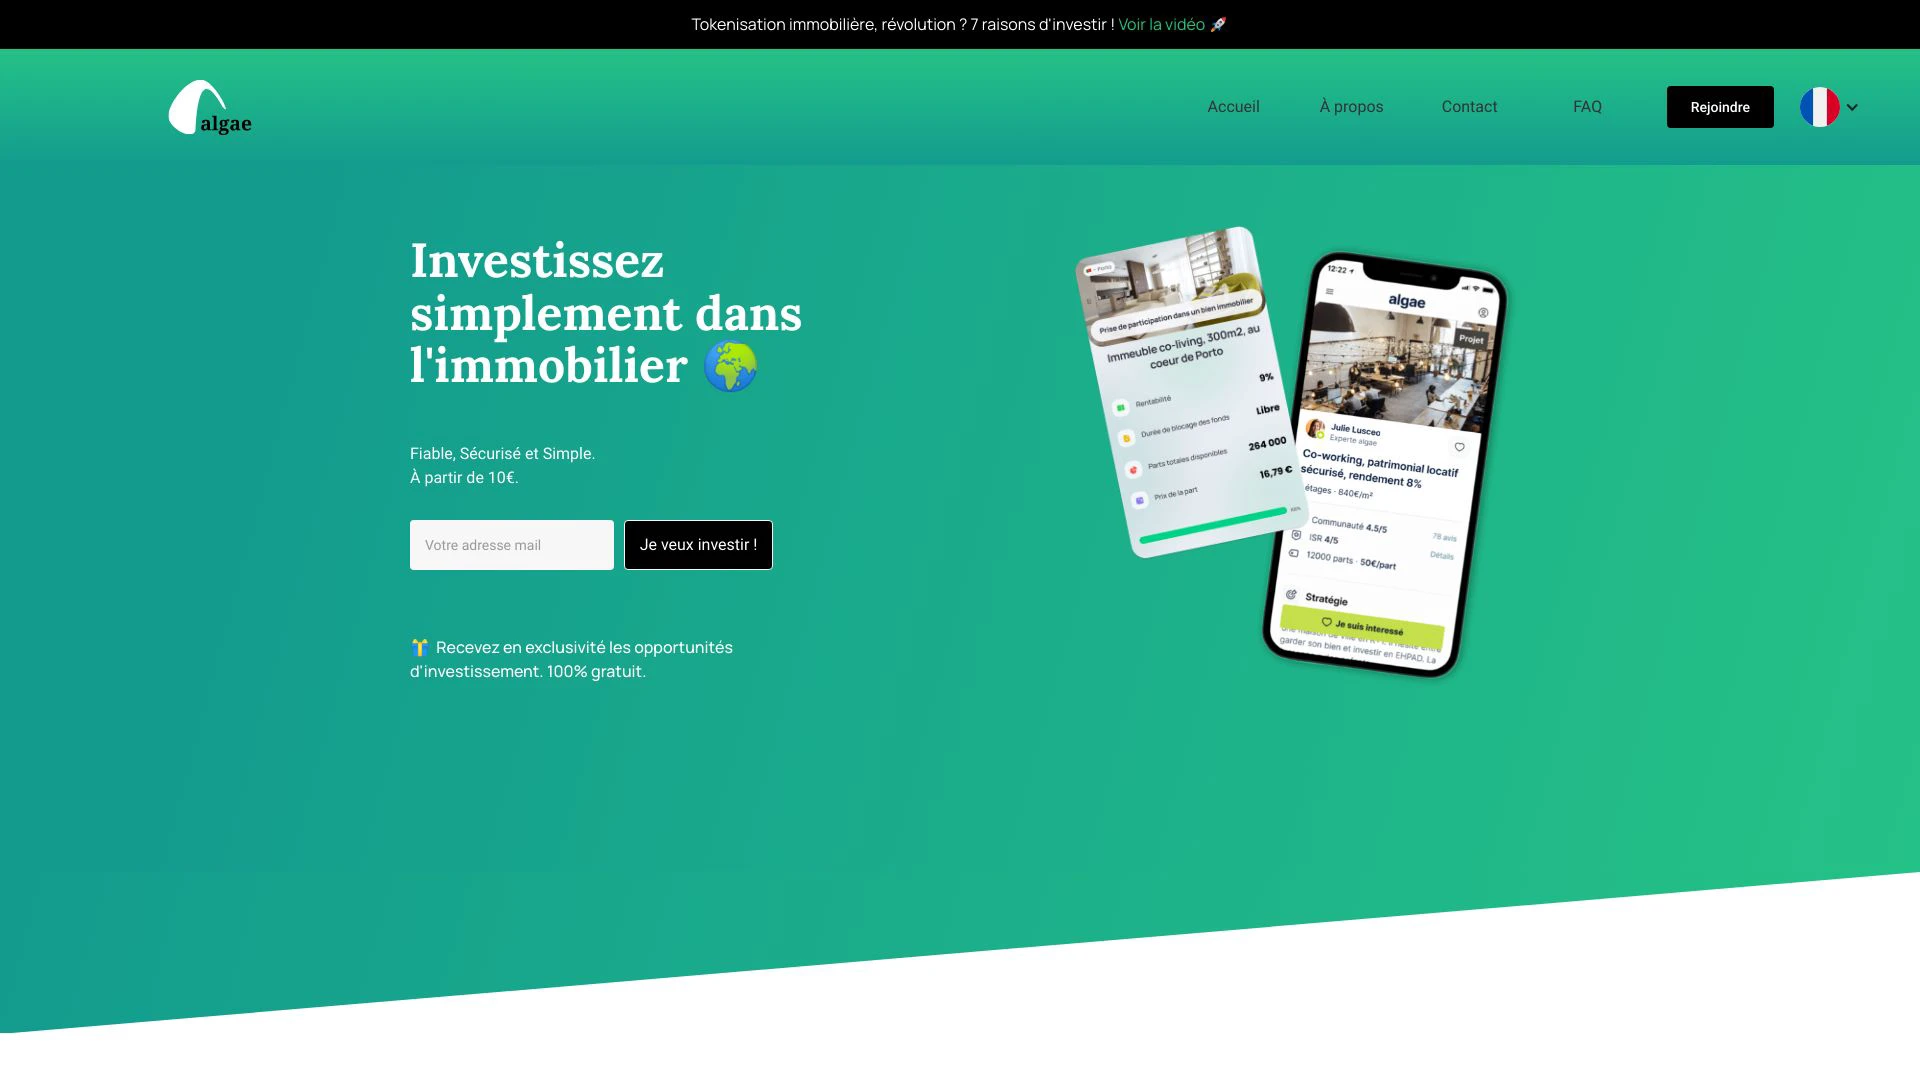 Tokenisation immobilière, révolution ? 7 raisons d'investir ! Voir la vidéo 🚀
algae
Accueil
À propos
Contact
FAQ
Rejoindre
Investissez
simplement dans
l'immobilier 🌍
Fiable, Sécurisé et Simple.
À partir de 10€.
Votre adresse mail
Je veux investir !
🎁 Recevez en exclusivité les opportunités
d'investissement. 100% gratuit.
- Porto
Prise de participation dans un bien immobilier
Immeuble co-living, 300m2, au
coeur de Porto
Rentabilité 9%
Durée de blocage des fonds Libre
Parts totales disponibles 264 000
Prix de la part 16,79 €
12:22
algae
Projet
Julie Lusceo
Experte algae
Co-working, patrimonial locatif
sécurisé, rendement 8%
étages · 840€/m²
Communauté 4.5/5 78 avis
ISR 4/5 Détails
12000 parts · 50€/part
Stratégie
Je suis interessé
garder son bien et investir en EHPAD. La